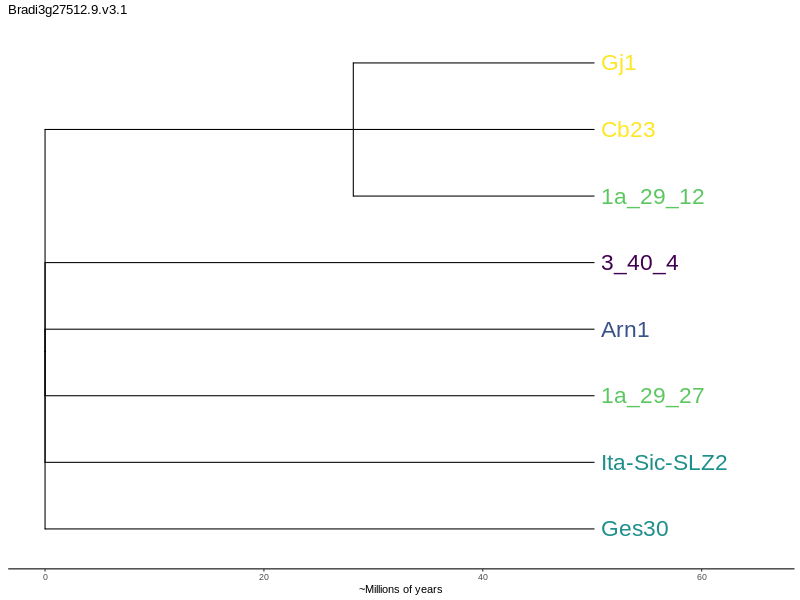 Bradi3g27512.9.v3.1
Gj1
Cb23
1a_29_12
3_40_4
Arn1
1a_29_27
Ita-Sic-SLZ2
Ges30
0 20 40 60
~Millions of years